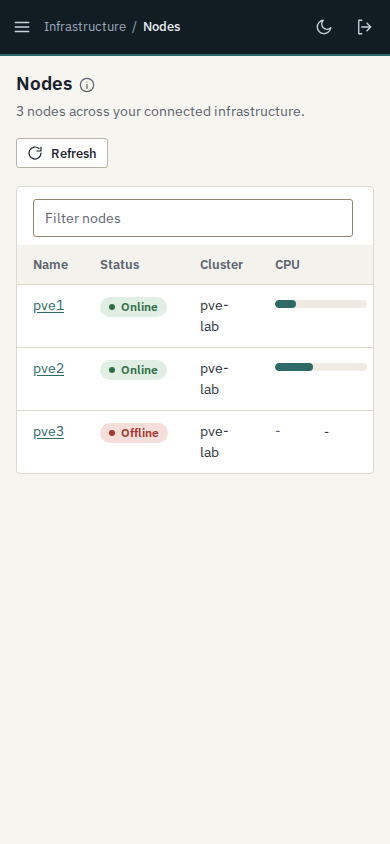 Infrastructure / Nodes
Nodes
3 nodes across your connected infrastructure.
Refresh
Filter nodes
Name Status Cluster CPU
pve1 Online pve-
lab
pve2 Online pve-
lab
pve3 Offline pve- - -
lab